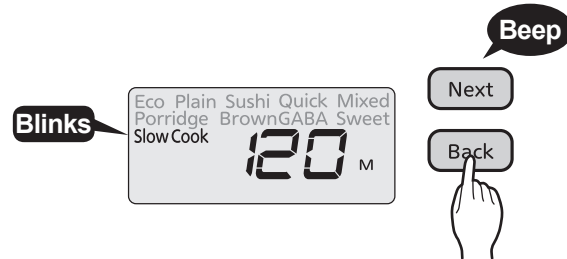 Beep
Next
Blinks
Eco Plain Sushi Quick Mixed
Porridge BrownGABA Sweet
Slow Cook
120 M
Back